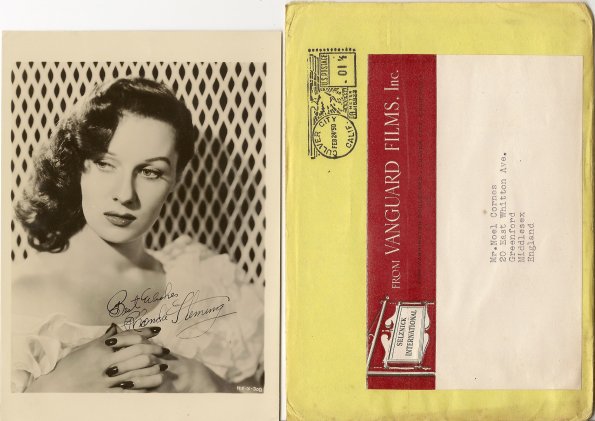 Best Wishes
Rhonda Fleming
U.S. POSTAGE
CULVER CITY
CALIF.
FROM VANGUARD FILMS, Inc.
SELZNICK
INTERNATIONAL
Mr.Noel Cornes
20 East Whitton Ave.
Greenford
Middlesex
England